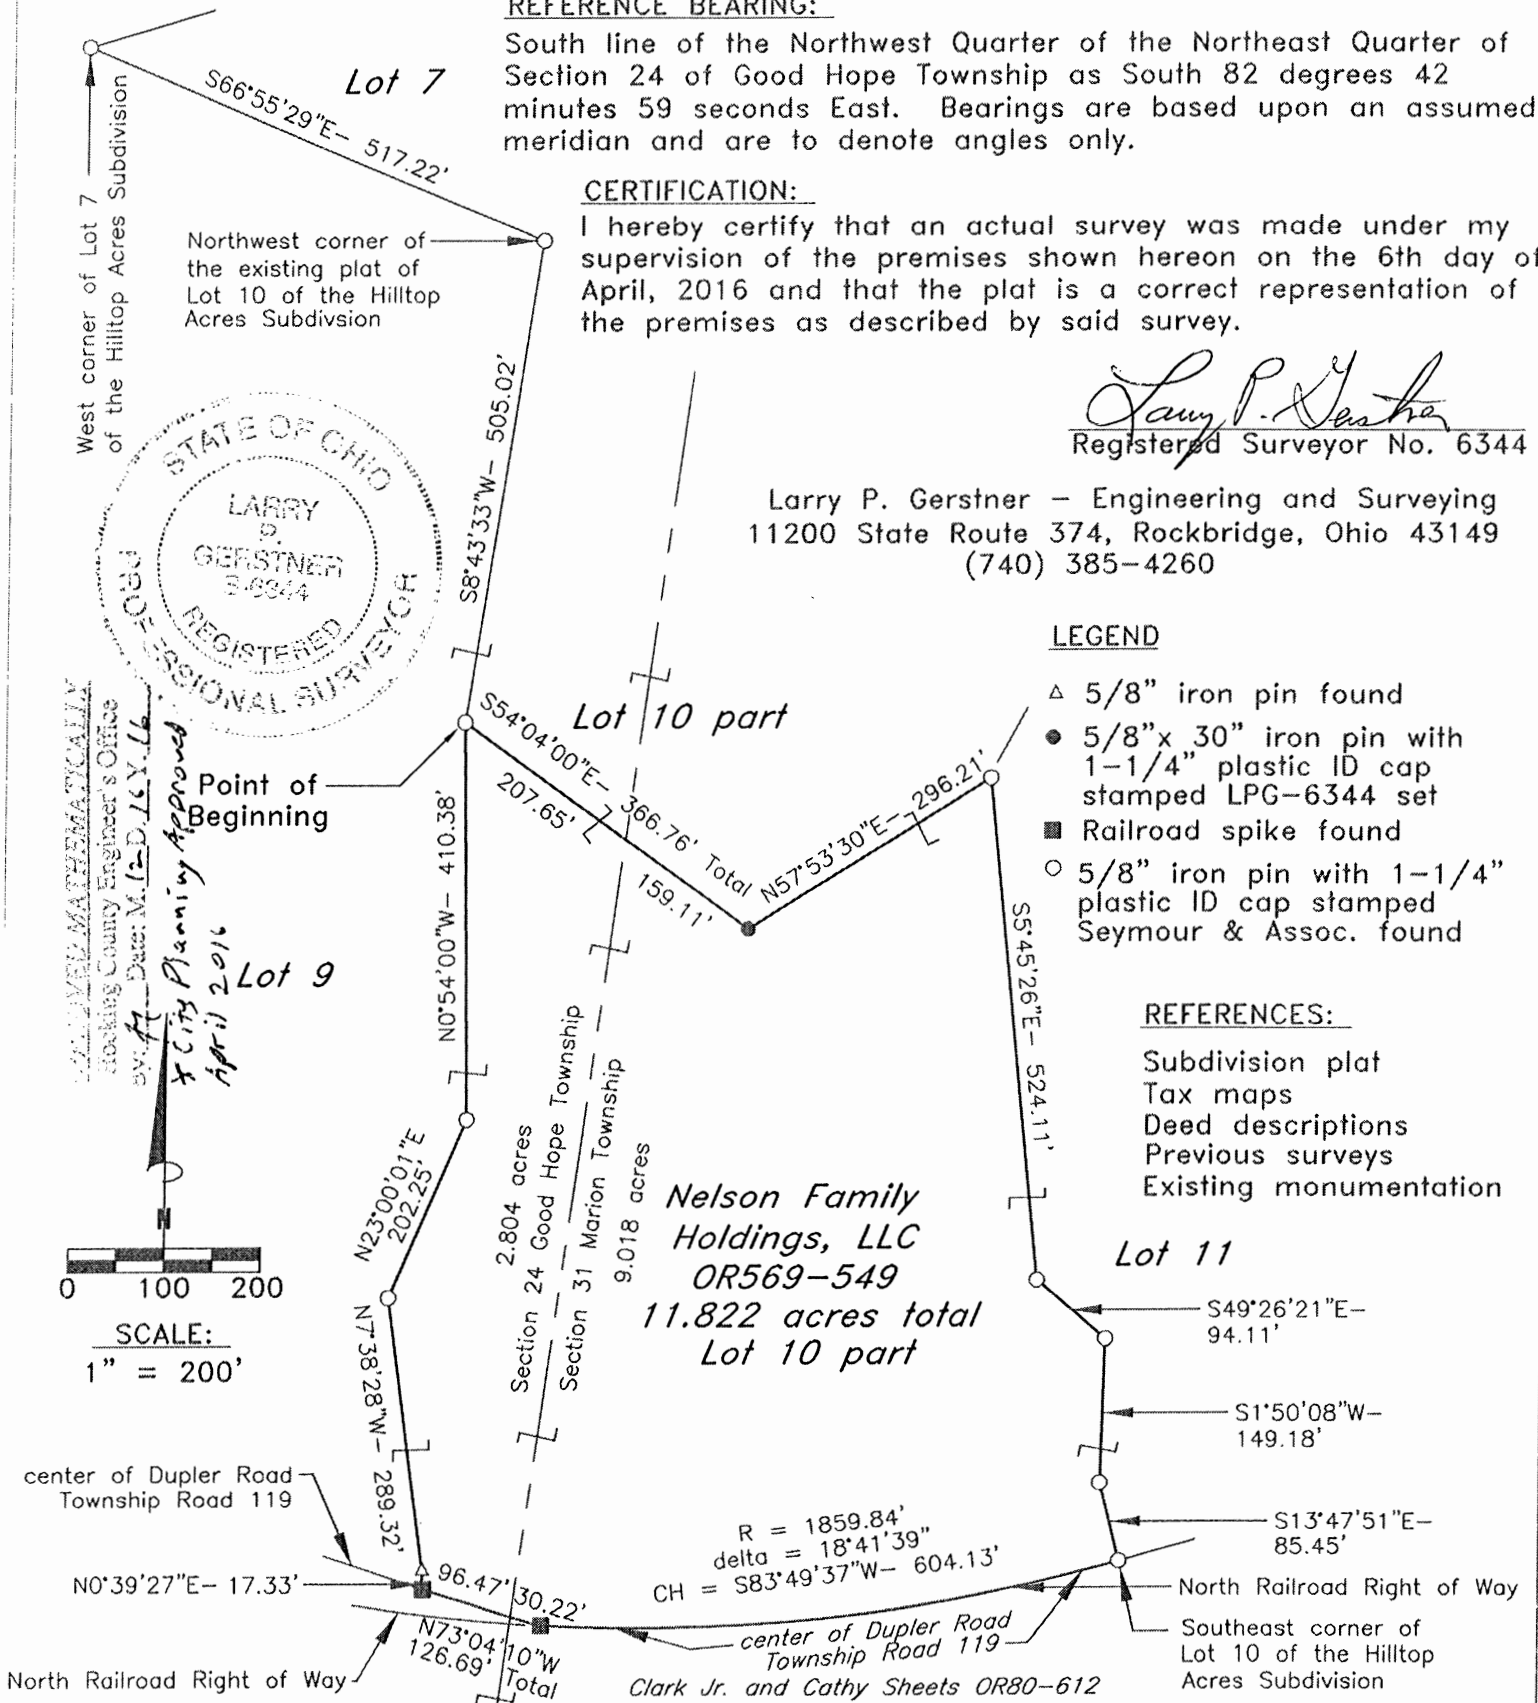 REFERENCE BEARING:
South line of the Northwest Quarter of the Northeast Quarter of
Section 24 of Good Hope Township as South 82 degrees 42
minutes 59 seconds East. Bearings are based upon an assumed
meridian and are to denote angles only.
CERTIFICATION:
I hereby certify that an actual survey was made under my
supervision of the premises shown hereon on the 6th day of
April, 2016 and that the plat is a correct representation of
the premises as described by said survey.
Larry P. Gerstner
Registered Surveyor No. 6344
Larry P. Gerstner – Engineering and Surveying
11200 State Route 374, Rockbridge, Ohio 43149
(740) 385–4260
Lot 7
S66°55'29"E– 517.22'
West corner of Lot 7
of the Hilltop Acres Subdivision
Northwest corner of
the existing plat of
Lot 10 of the Hilltop
Acres Subdivsion
S8°43'33"W– 505.02'
STATE OF OHIO
LARRY
P.
GERSTNER
S-6344
REGISTERED
PROFESSIONAL SURVEYOR
MATHEMATICALLY
Hocking County Engineer's Office
By: Date: M.12 D.16 Y.16
* City Planning Approved
April 2016
Point of
Beginning
Lot 10 part
S54°04'00"E– 366.76' Total
207.65'
159.11'
N57°53'30"E– 296.21'
LEGEND
5/8" iron pin found
5/8"x 30" iron pin with
1–1/4" plastic ID cap
stamped LPG–6344 set
Railroad spike found
5/8" iron pin with 1–1/4"
plastic ID cap stamped
Seymour & Assoc. found
REFERENCES:
Subdivision plat
Tax maps
Deed descriptions
Previous surveys
Existing monumentation
N0°54'00"W– 410.38'
Lot 9
S5°45'26"E– 524.11'
N23°00'01"E
202.25'
2.804 acres
Section 24 Good Hope Township
Section 31 Marion Township
9.018 acres
Nelson Family
Holdings, LLC
OR569–549
11.822 acres total
Lot 10 part
Lot 11
N
0 100 200
SCALE:
1" = 200'
N7°38'28"W– 289.32'
S49°26'21"E–
94.11'
S1°50'08"W–
149.18'
S13°47'51"E–
85.45'
center of Dupler Road
Township Road 119
N0°39'27"E– 17.33'
96.47'
30.22'
N73°04'10"W
126.69' Total
North Railroad Right of Way
R = 1859.84'
delta = 18°41'39"
CH = S83°49'37"W– 604.13'
center of Dupler Road
Township Road 119
Clark Jr. and Cathy Sheets OR80–612
North Railroad Right of Way
Southeast corner of
Lot 10 of the Hilltop
Acres Subdivision